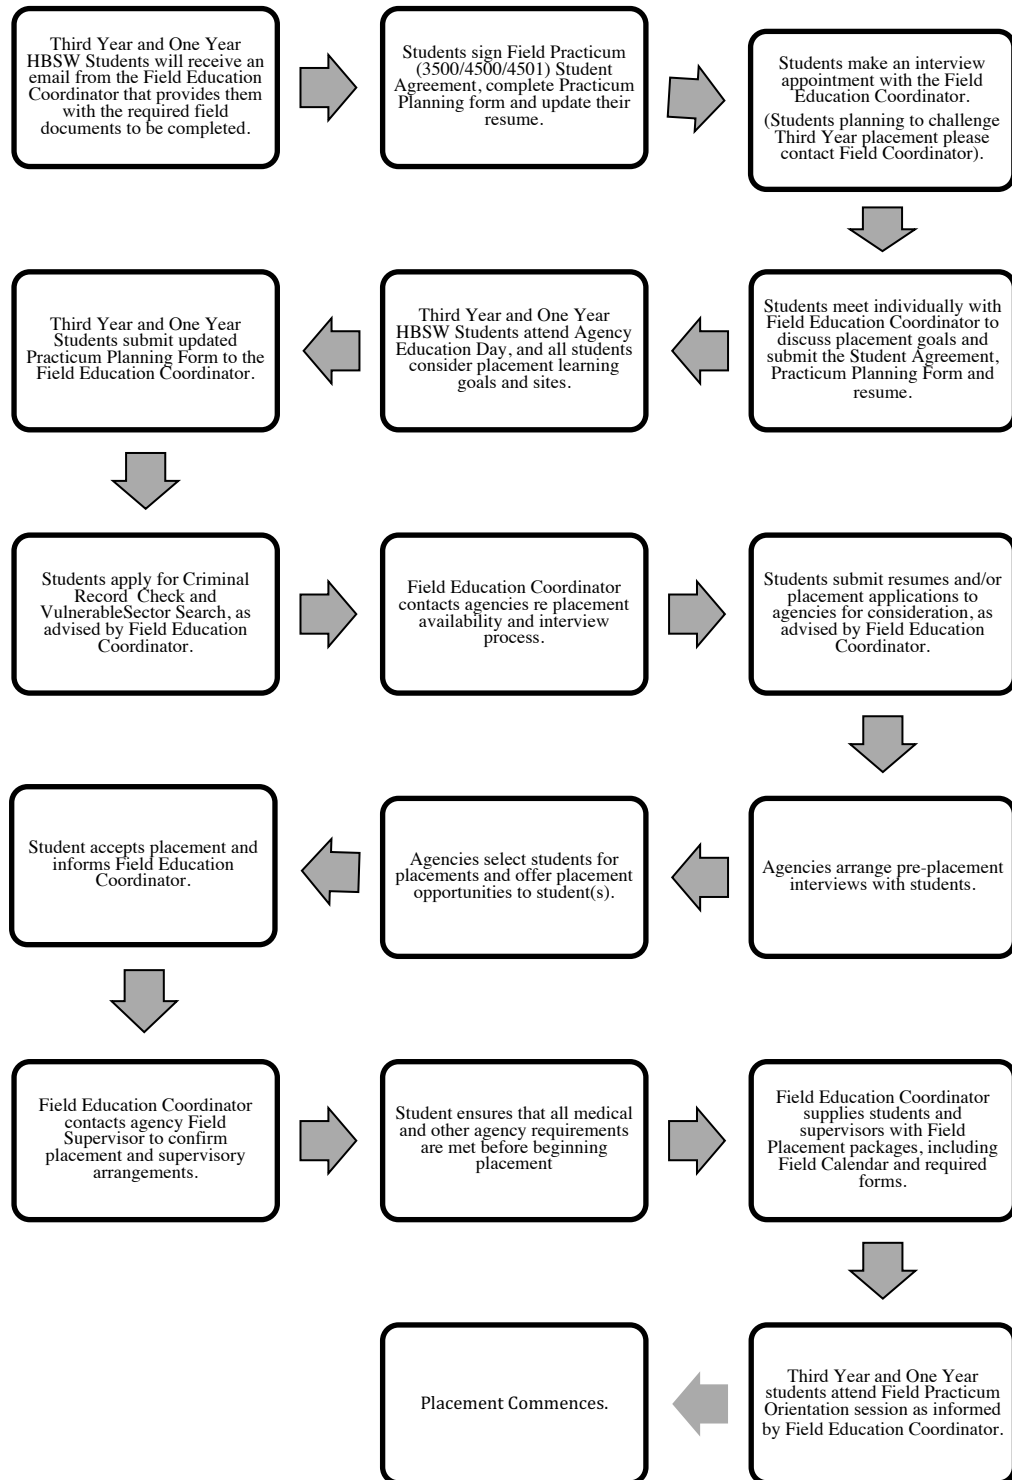 Third Year and One Year
HBSW Students will receive an
email from the Field Education
Coordinator that provides them
with the required field
documents to be completed.
Students sign Field Practicum
(3500/4500/4501) Student
Agreement, complete Practicum
Planning form and update their
resume.
Students make an interview
appointment with the Field
Education Coordinator.
(Students planning to challenge
Third Year placement please
contact Field Coordinator).
Students meet individually with
Field Education Coordinator to
discuss placement goals and
submit the Student Agreement,
Practicum Planning Form and
resume.
Third Year and One Year
HBSW Students attend Agency
Education Day, and all students
consider placement learning
goals and sites.
Third Year and One Year
Students submit updated
Practicum Planning Form to the
Field Education Coordinator.
Students apply for Criminal
Record Check and
VulnerableSector Search, as
advised by Field Education
Coordinator.
Field Education Coordinator
contacts agencies re placement
availability and interview
process.
Students submit resumes and/or
placement applications to
agencies for consideration, as
advised by Field Education
Coordinator.
Agencies arrange pre-placement
interviews with students.
Agencies select students for
placements and offer placement
opportunities to student(s).
Student accepts placement and
informs Field Education
Coordinator.
Field Education Coordinator
contacts agency Field
Supervisor to confirm
placement and supervisory
arrangements.
Student ensures that all medical
and other agency requirements
are met before beginning
placement
Field Education Coordinator
supplies students and
supervisors with Field
Placement packages, including
Field Calendar and required
forms.
Third Year and One Year
students attend Field Practicum
Orientation session as informed
by Field Education Coordinator.
Placement Commences.